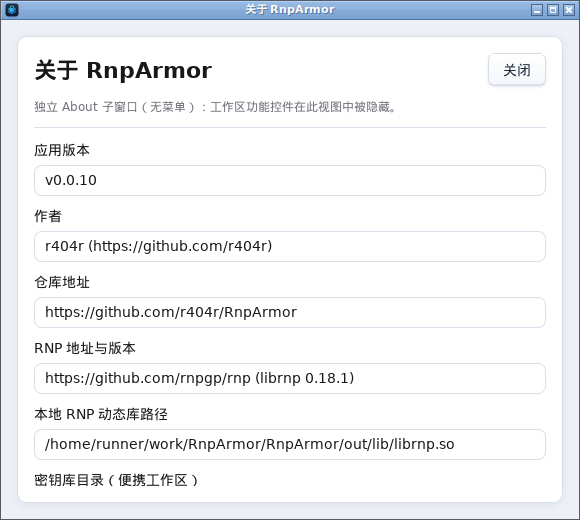 关于 RnpArmor
关于 RnpArmor
关闭
独立 About 子窗口（无菜单）：工作区功能控件在此视图中被隐藏。
应用版本
v0.0.10
作者
r404r (https://github.com/r404r)
仓库地址
https://github.com/r404r/RnpArmor
RNP 地址与版本
https://github.com/rnpgp/rnp (librnp 0.18.1)
本地 RNP 动态库路径
/home/runner/work/RnpArmor/RnpArmor/out/lib/librnp.so
密钥库目录（便携工作区）